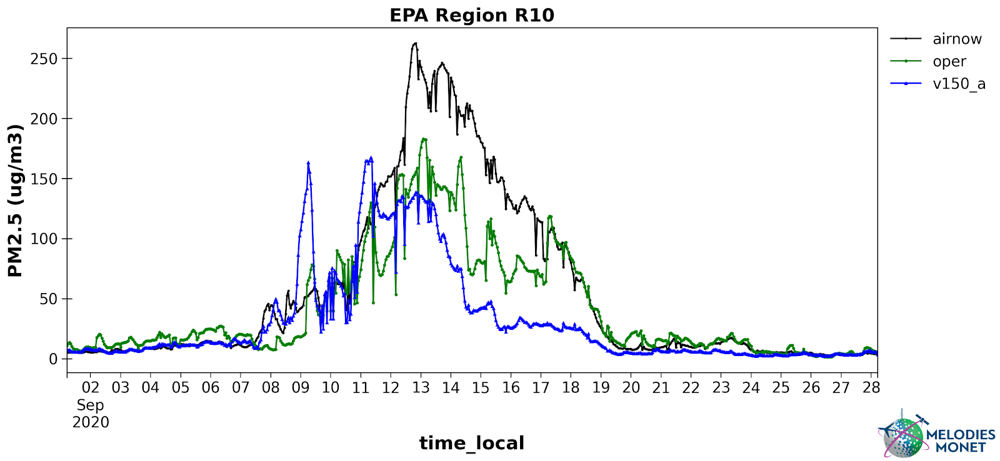 EPA Region R10
PM2.5 (ug/m3)
250
200
150
100
50
0
02 03 04 05 06 07 08 09 10 11 12 13 14 15 16 17 18 19 20 21 22 23 24 25 26 27 28
Sep
2020
time_local
airnow
oper
v150_a
MELODIES
MONET